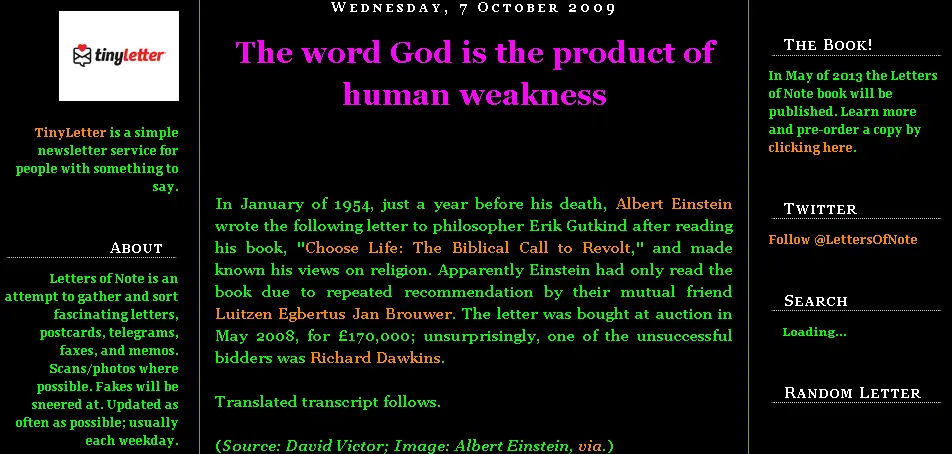 tinyletter
TinyLetter is a simple
newsletter service for
people with something to
say.
About
Letters of Note is an
attempt to gather and sort
fascinating letters,
postcards, telegrams,
faxes, and memos.
Scans/photos where
possible. Fakes will be
sneered at. Updated as
often as possible; usually
each weekday.
Wednesday, 7 October 2009
The word God is the product of
human weakness
In January of 1954, just a year before his death, Albert Einstein
wrote the following letter to philosopher Erik Gutkind after reading
his book, "Choose Life: The Biblical Call to Revolt," and made
known his views on religion. Apparently Einstein had only read the
book due to repeated recommendation by their mutual friend
Luitzen Egbertus Jan Brouwer. The letter was bought at auction in
May 2008, for £170,000; unsurprisingly, one of the unsuccessful
bidders was Richard Dawkins.
Translated transcript follows.
(Source: David Victor; Image: Albert Einstein, via.)
The Book!
In May of 2013 the Letters
of Note book will be
published. Learn more
and pre-order a copy by
clicking here.
Twitter
Follow @LettersOfNote
Search
Loading...
Random Letter